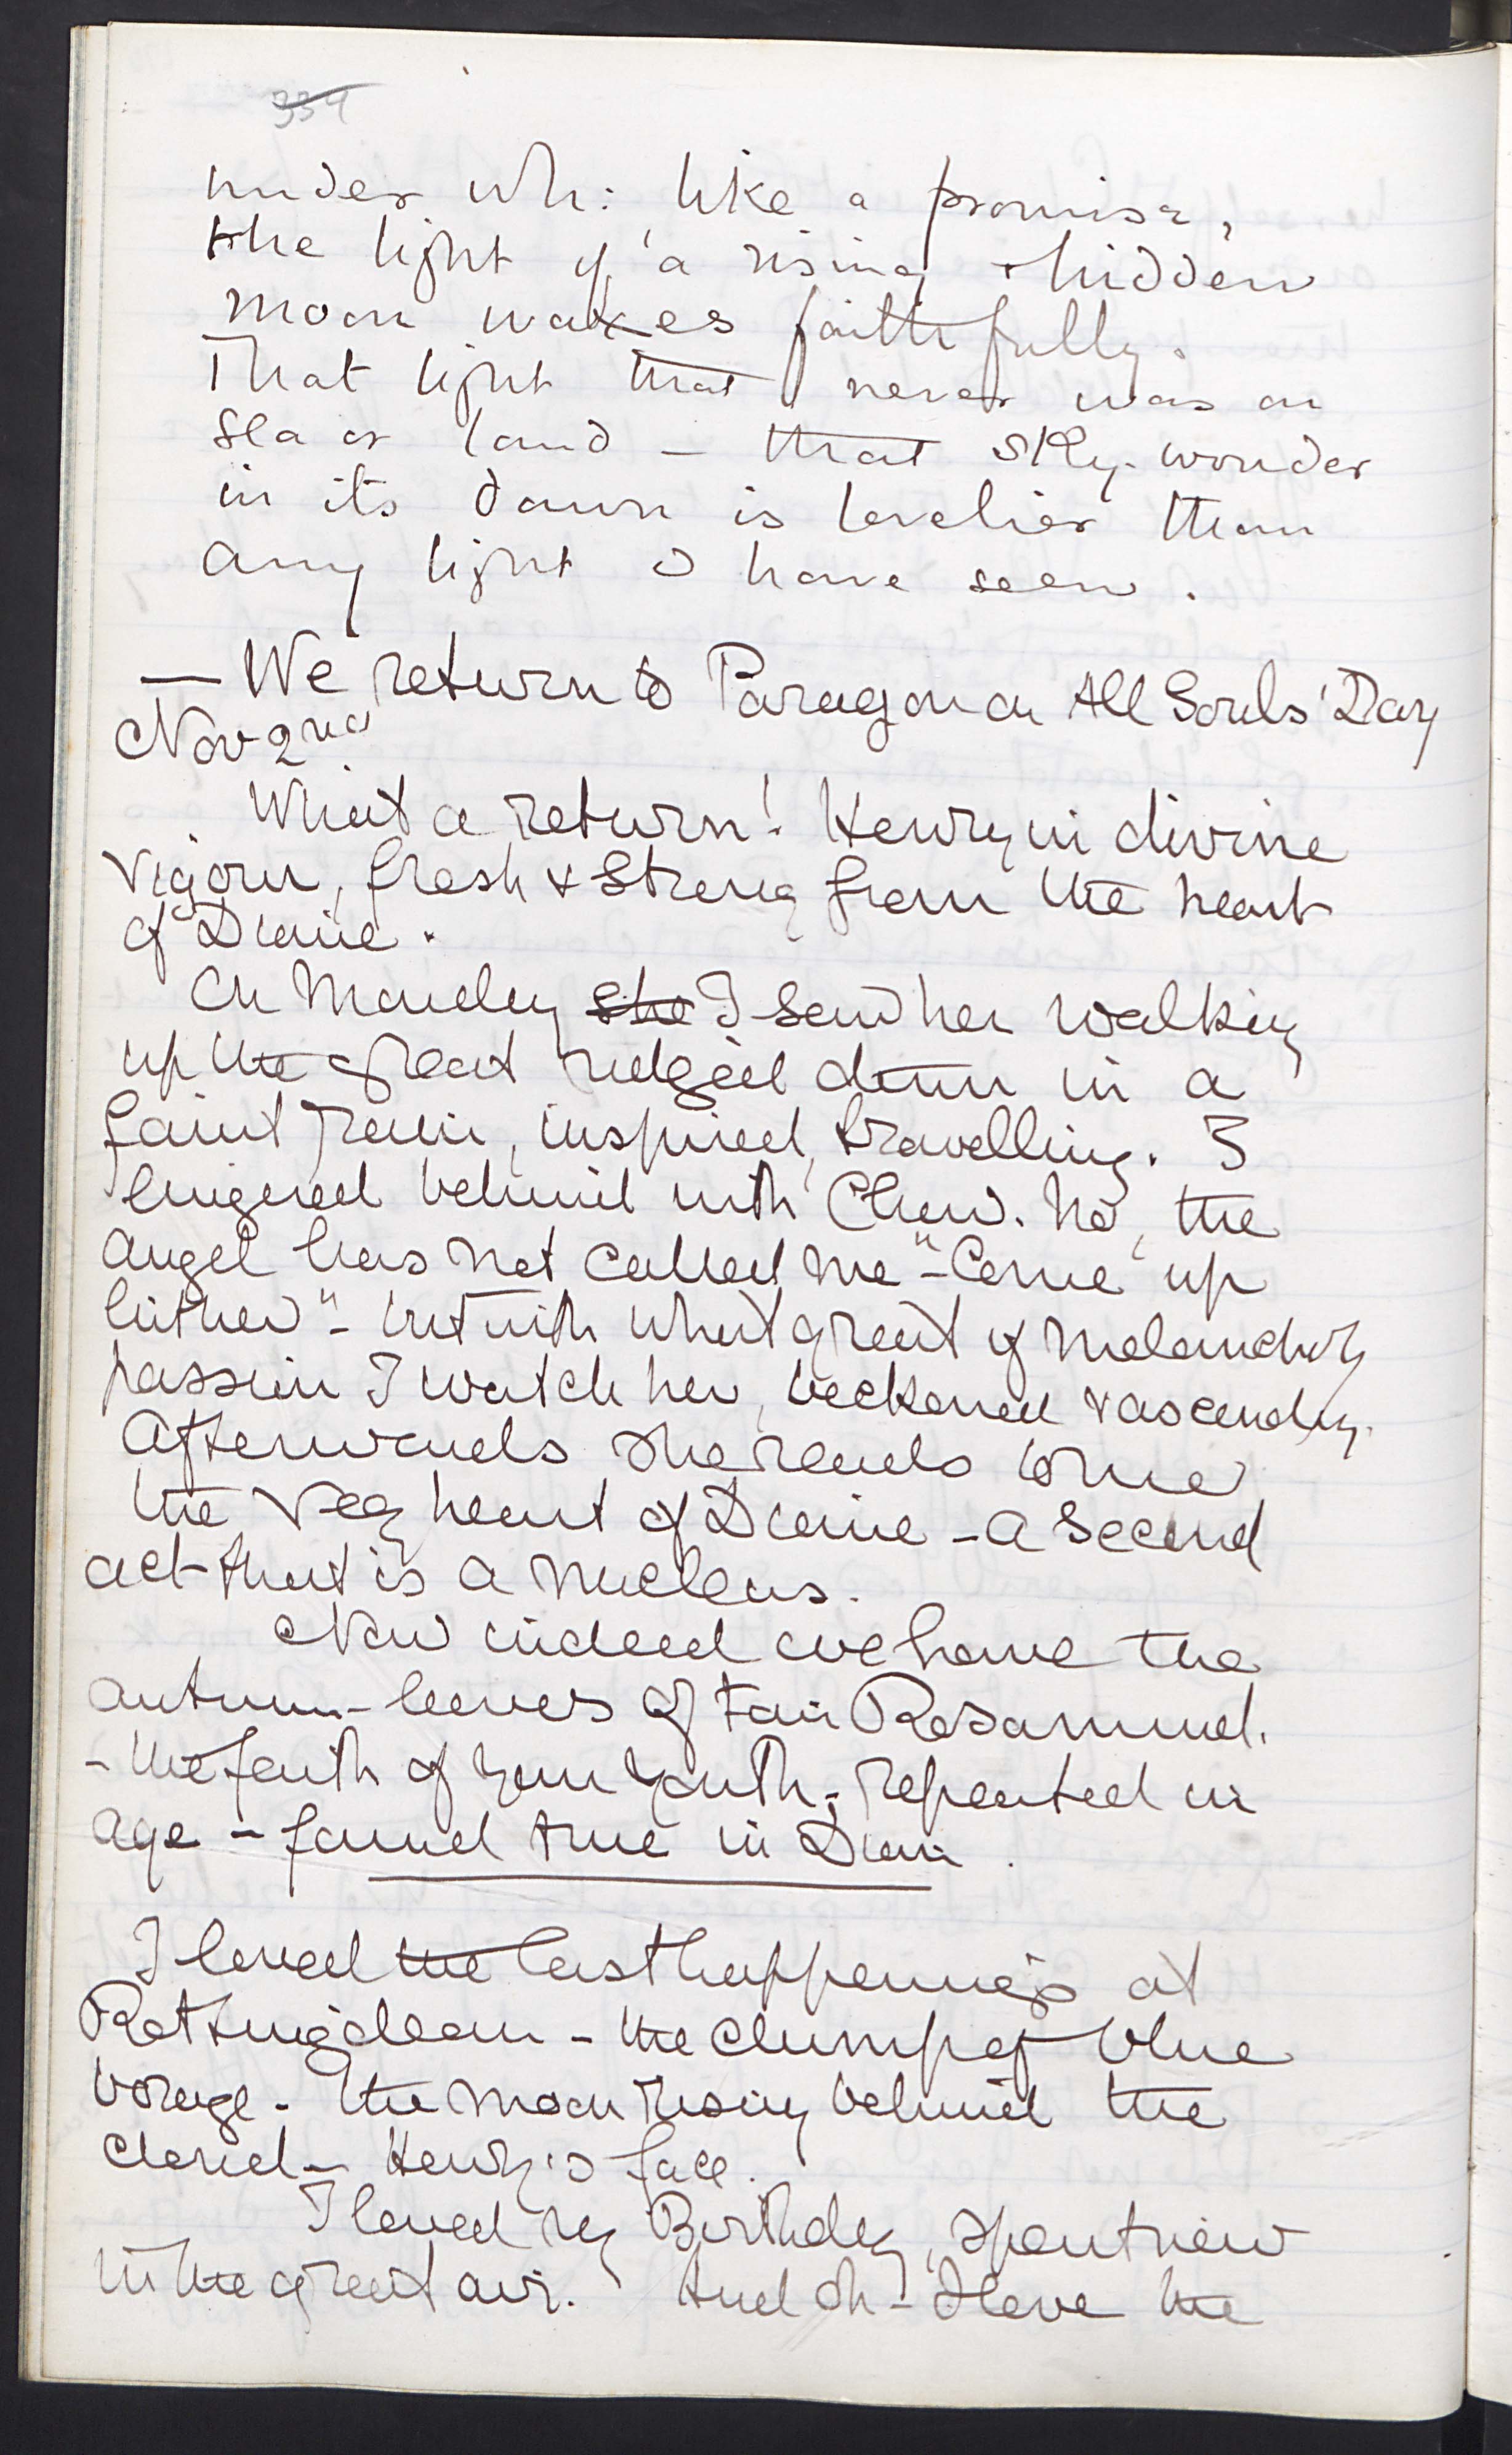 334
under wh: like a promise,
the light of a rising & hidden
moon waxes faithfully.
That light that never was on
sea or land – that sky-wonder
in its dawn is lovelier than
any light I have seen.
— We return to Paragon on All Souls' Day
Nov 2nd
What a return! Henry in divine
vigour, fresh & strong from the heart
of Diane.
On Monday she I saw her walking
up the great ridged down in a
faint rain, inspired, travelling. I
lingered behind with Chow. No, the
angel has not called me "– Come up
hither" – but with what great of melancholy
passion I watch her, beckoned & ascending.
Afterwards she reads to me
the very heart of Diane – a second
act that is a nucleus.
Now indeed we have the
autumn-leaves of Fair Rosamund.
– the faith of your youth – repeated in
age – found true in Dian.
I loved the last happenings at
Rottingdean – the clump of blue
borage – the moon rising behind the
cloud – Henry's face.
I loved my Birthday, spent now
in the great air. And oh – I love the